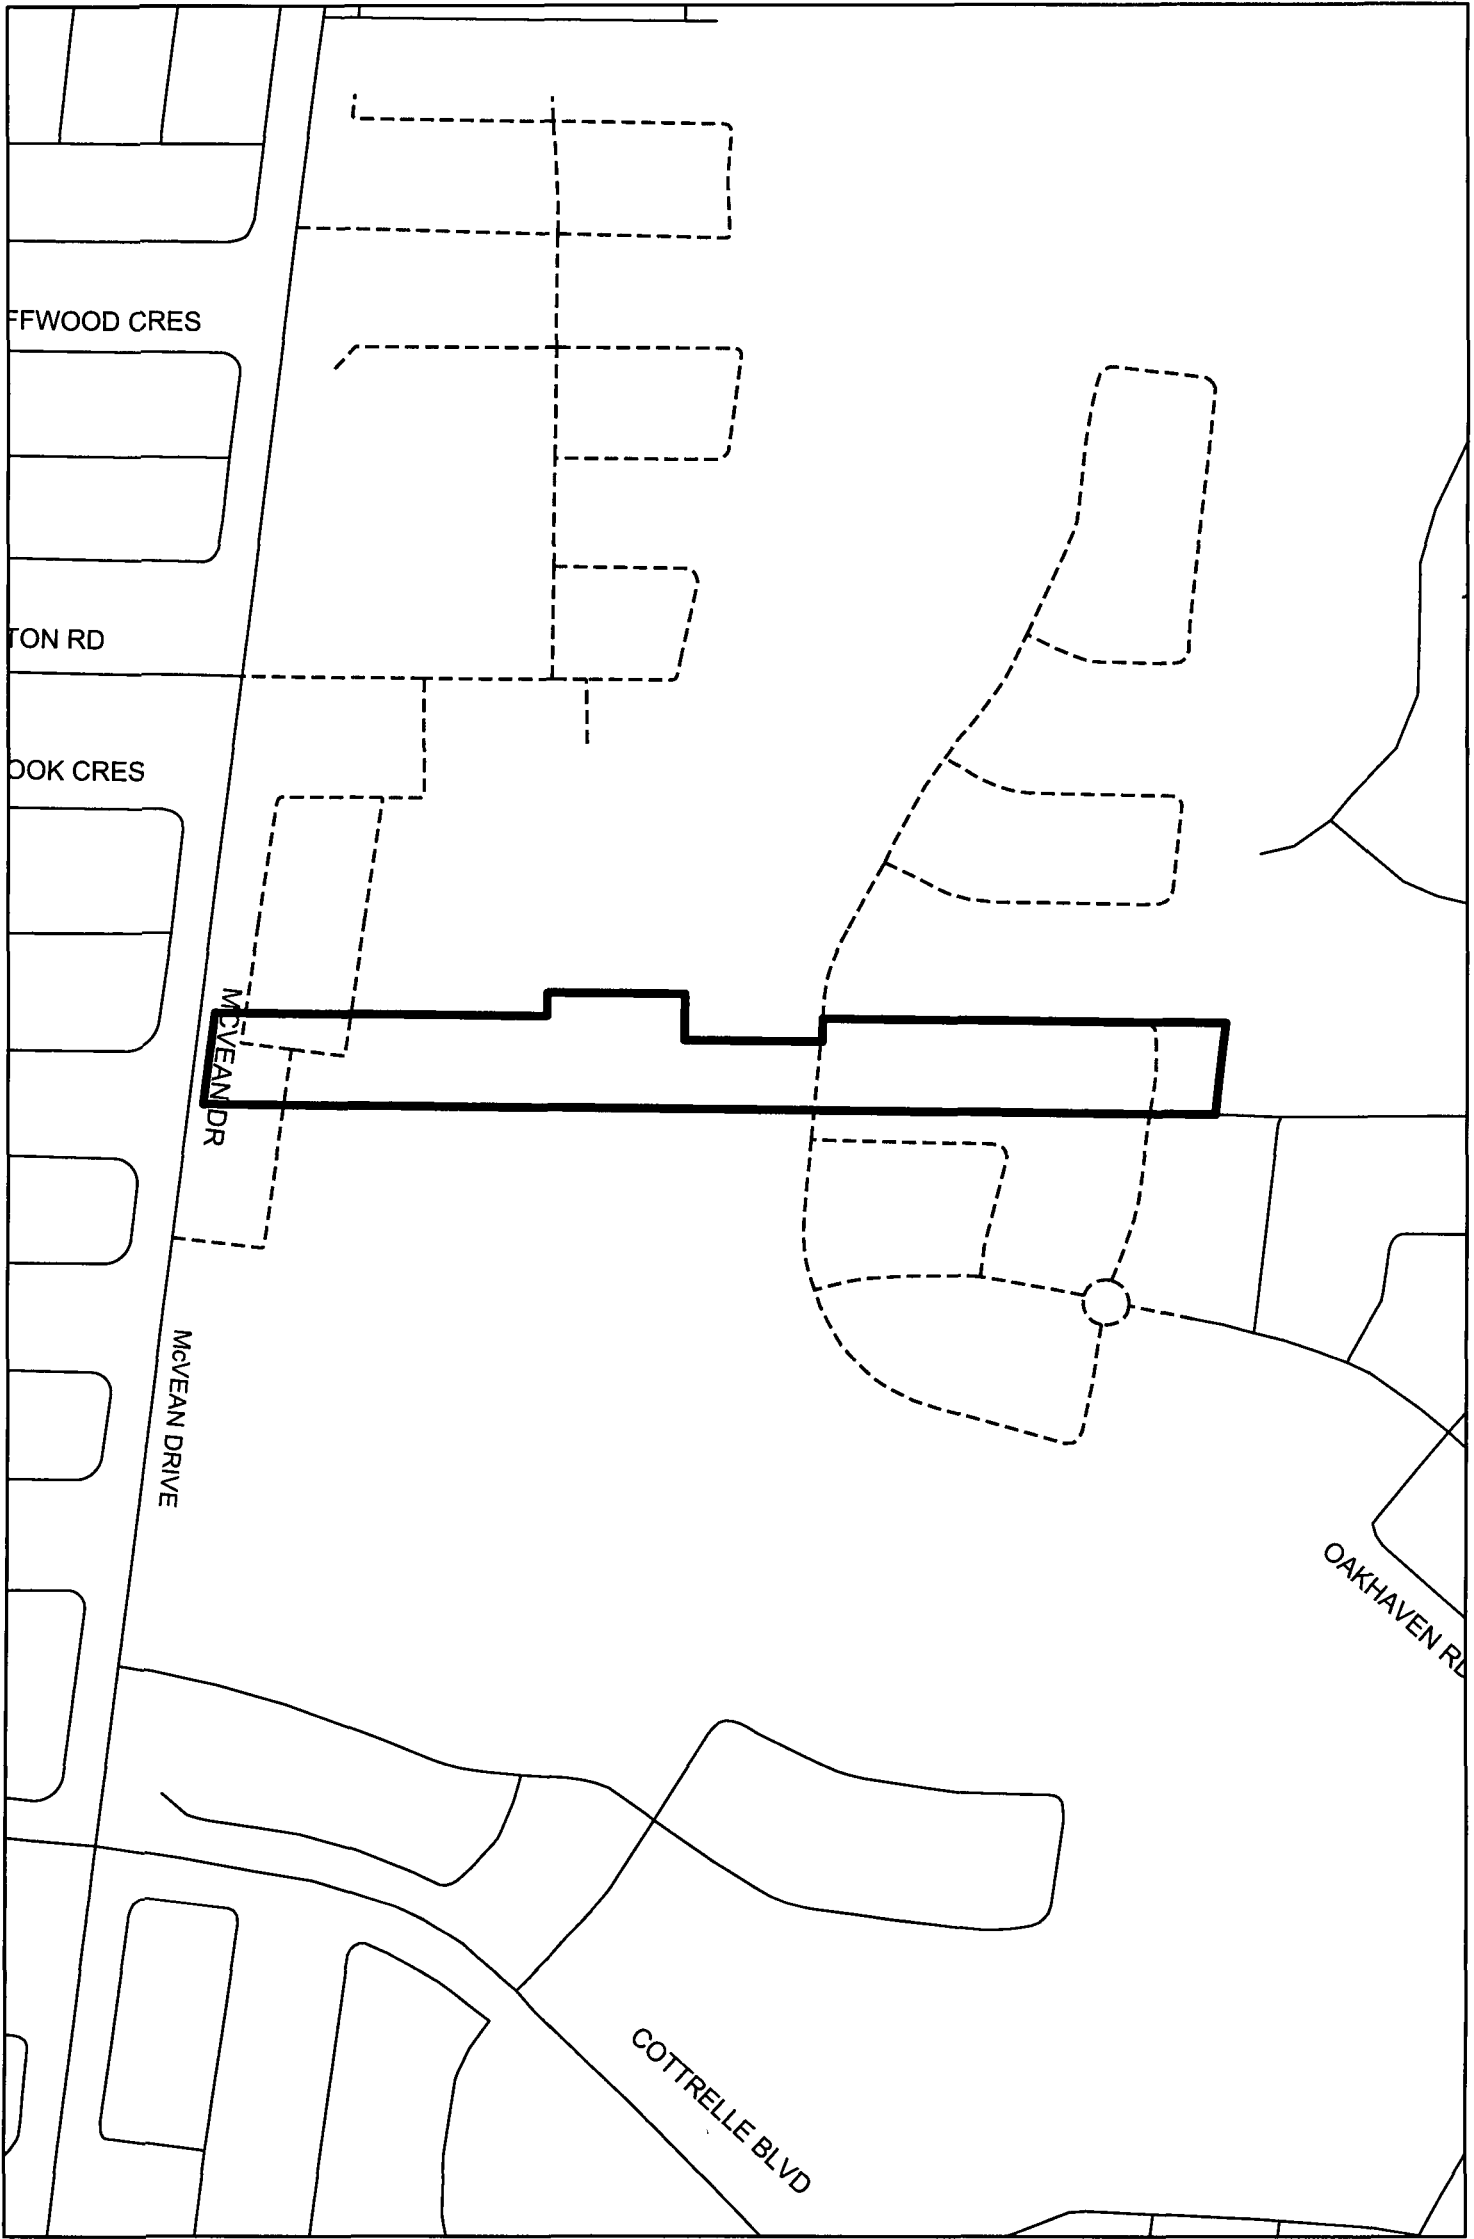 FFWOOD CRES
TON RD
OOK CRES
MCVEAN DR
McVEAN DRIVE
OAKHAVEN RD
COTTRELLE BLVD